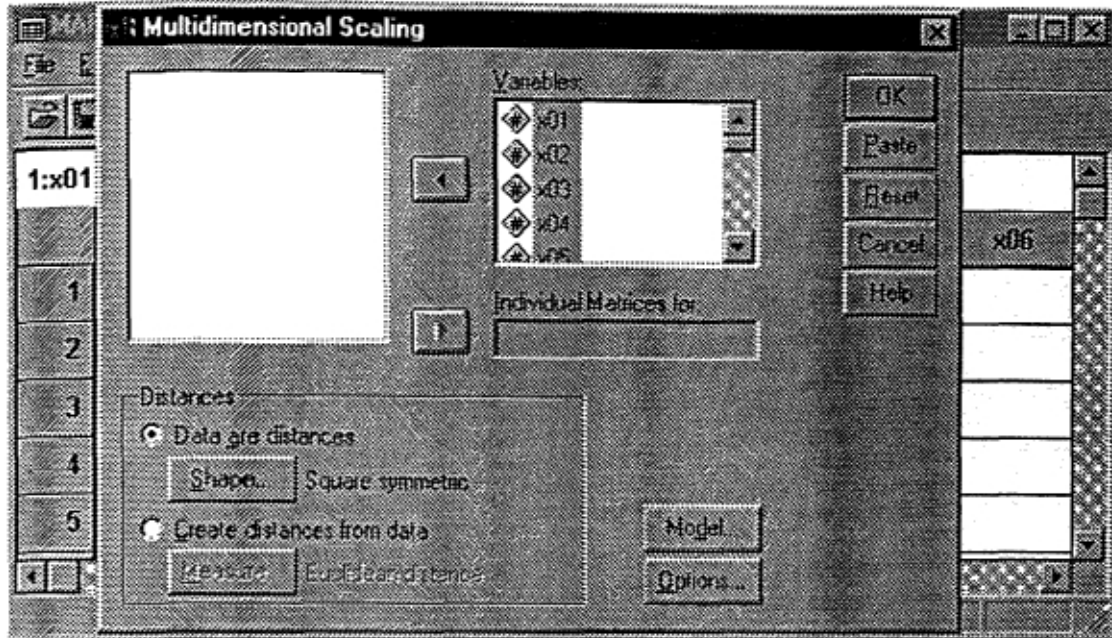 Multidimensional Scaling
File
Variables:
x01
x02
x03
x04
x05
OK
Paste
Reset
Cancel
Help
1:x01
x06
1
2
3
4
5
Individual Matrices for
Distances
Data are distances
Shape... Square symmetric
Create distances from data
Measure... Euclidean distance
Model...
Options...